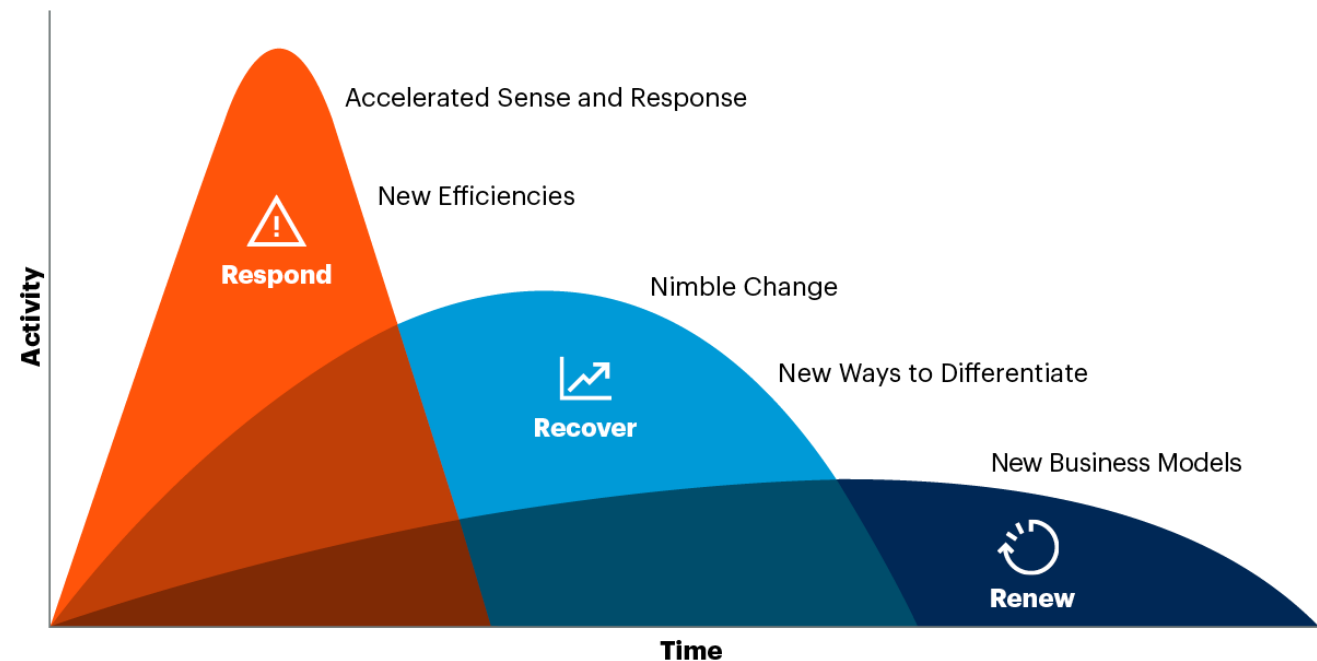 Accelerated Sense and Response
New Efficiencies
Respond
Nimble Change
New Ways to Differentiate
Recover
New Business Models
Renew
Activity
Time